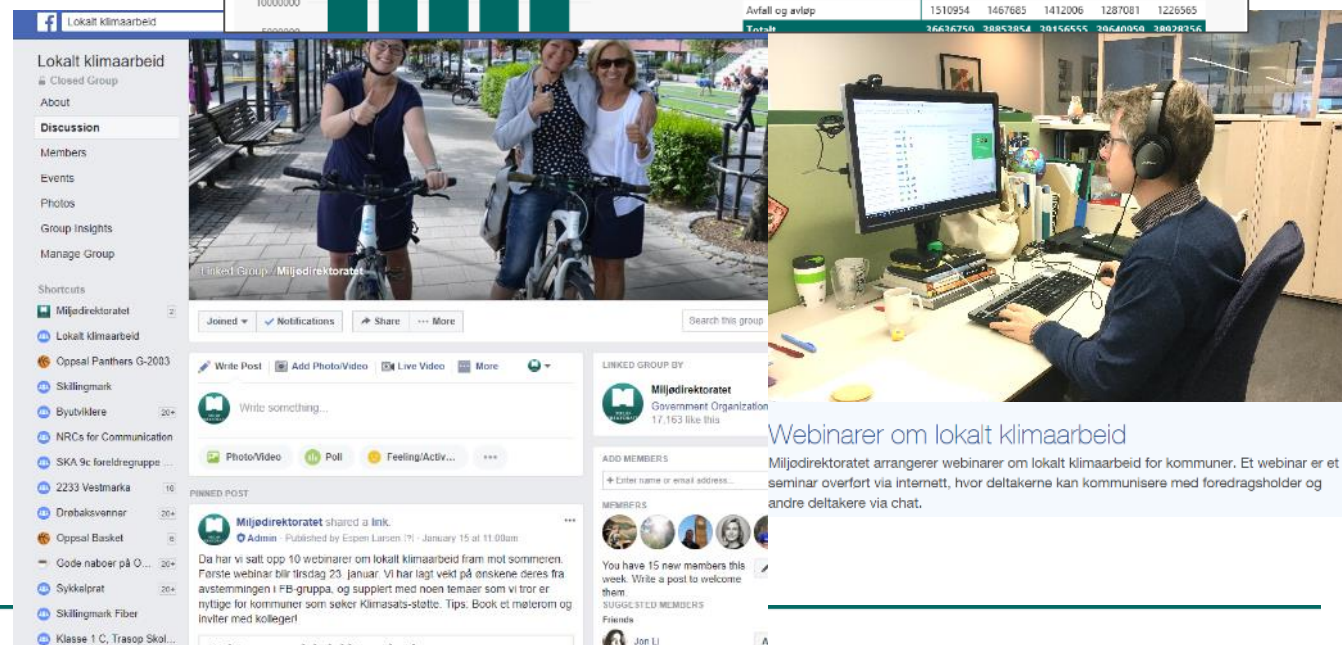 10000000
Avfall og avløp 1510954 1467685 1412006 1287081 1226565
Totalt 36636759 38853854 39156555 39640959 38928356
Lokalt klimaarbeid
Lokalt klimaarbeid
Closed Group
About
Discussion
Members
Events
Photos
Group Insights
Manage Group
Shortcuts
Miljødirektoratet 2
Lokalt klimaarbeid
Oppsal Panthers G-2003
Skillingmark
Byutviklere 20+
NRCs for Communication
SKA 9c foreldregruppe ...
2233 Vestmarka 16
Drøbaksvenner 20+
Oppsal Basket 6
Gode naboer på O... 20+
Sykkelprat 20+
Skillingmark Fiber
Klasse 1 C, Trasop Skol...
Linked Group · Miljødirektoratet
Joined Notifications Share ··· More
Search this group
Write Post Add Photo/Video Live Video More
Write something...
Photo/Video Poll Feeling/Activ... ···
PINNED POST
Miljødirektoratet shared a link.
Admin · Published by Espen Larsen [?] · January 15 at 11:00am
Da har vi satt opp 10 webinarer om lokalt klimaarbeid fram mot sommeren.
Første webinar blir tirsdag 23. januar. Vi har lagt vekt på ønskene deres fra
avstemmingen i FB-gruppa, og supplert med noen temaer som vi tror er
nyttige for kommuner som søker Klimasats-støtte. Tips: Book et møterom og
inviter med kolleger!
LINKED GROUP BY
Miljødirektoratet
Government Organization
17,163 like this
ADD MEMBERS
+ Enter name or email address...
MEMBERS
You have 15 new members this
week. Write a post to welcome
them.
SUGGESTED MEMBERS
Friends
Jon Li
Webinarer om lokalt klimaarbeid
Miljødirektoratet arrangerer webinarer om lokalt klimaarbeid for kommuner. Et webinar er et
seminar overført via internett, hvor deltakerne kan kommunisere med foredragsholder og
andre deltakere via chat.